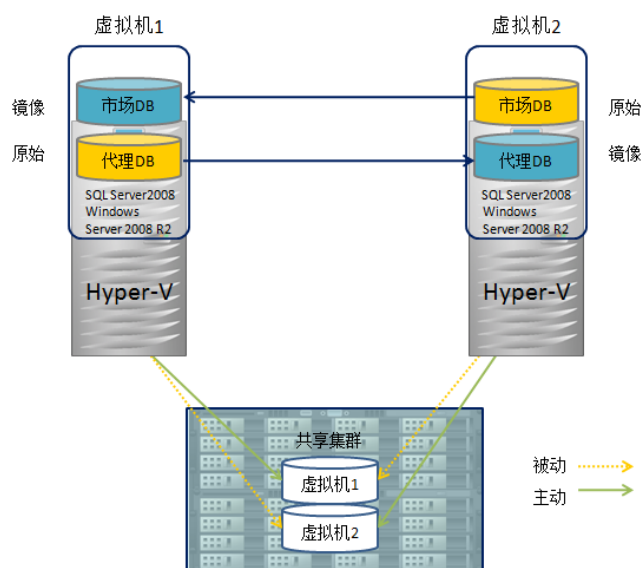 虚拟机1
虚拟机2
镜像
市场DB
市场DB
原始
原始
代理DB
代理DB
镜像
SQL Server2008
Windows
Server 2008 R2
SQL Server2008
Windows
Server 2008 R2
Hyper-V
Hyper-V
共享集群
虚拟机1
虚拟机2
被动
主动